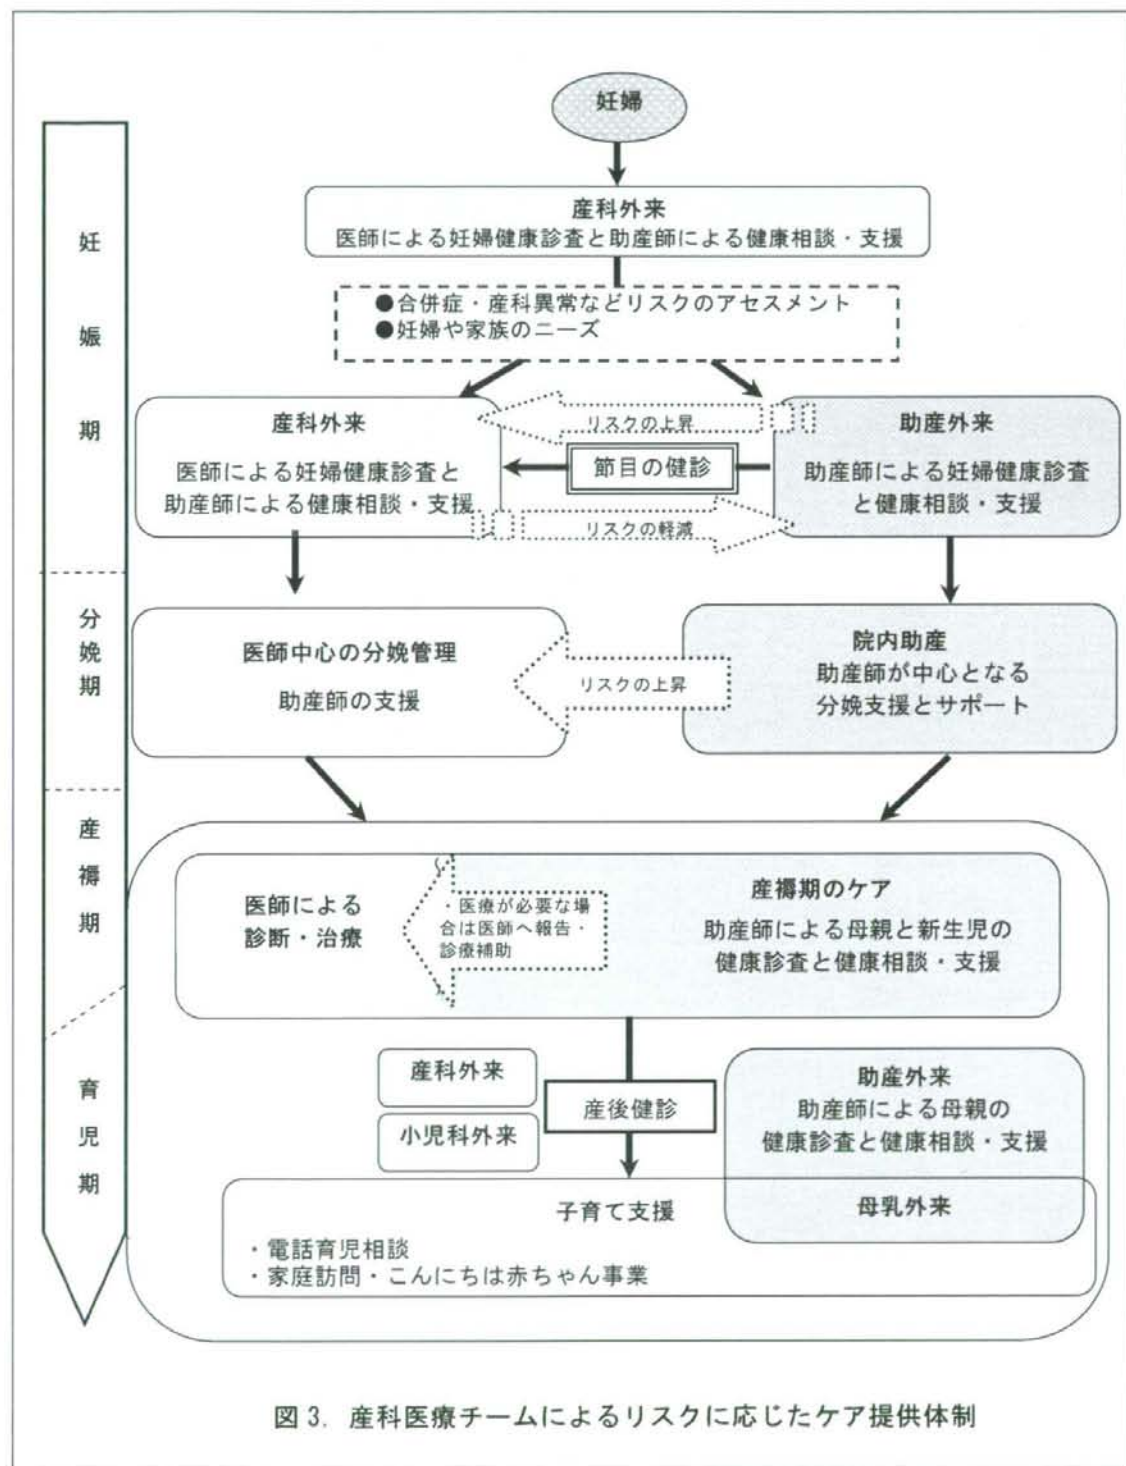 妊婦
妊娠期
産科外来
医師による妊婦健康診査と助産師による健康相談・支援
●合併症・産科異常などリスクのアセスメント
●妊婦や家族のニーズ
産科外来
医師による妊婦健康診査と
助産師による健康相談・支援
リスクの上昇
節目の健診
リスクの軽減
助産外来
助産師による妊婦健康診査
と健康相談・支援
分娩期
医師中心の分娩管理
助産師の支援
リスクの上昇
院内助産
助産師が中心となる
分娩支援とサポート
産褥期
医師による
診断・治療
・医療が必要な場
合は医師へ報告・
診療補助
産褥期のケア
助産師による母親と新生児の
健康診査と健康相談・支援
育児期
産科外来
小児科外来
産後健診
助産外来
助産師による母親の
健康診査と健康相談・支援
母乳外来
子育て支援
・電話育児相談
・家庭訪問・こんにちは赤ちゃん事業
図3. 産科医療チームによるリスクに応じたケア提供体制